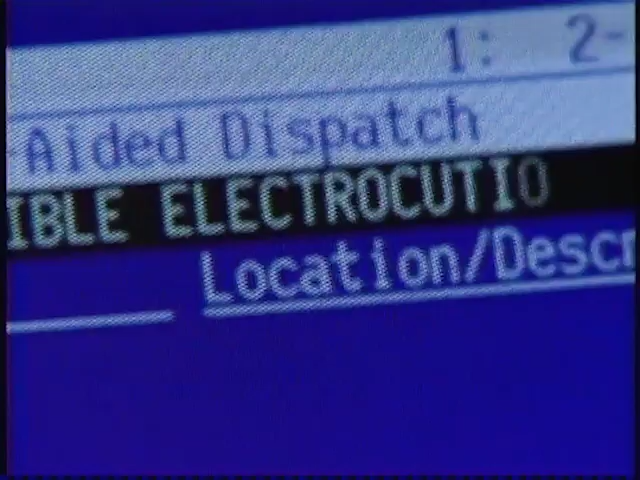 1: 2-
-Aided Dispatch
IBLE ELECTROCUTIO
Location/Descr